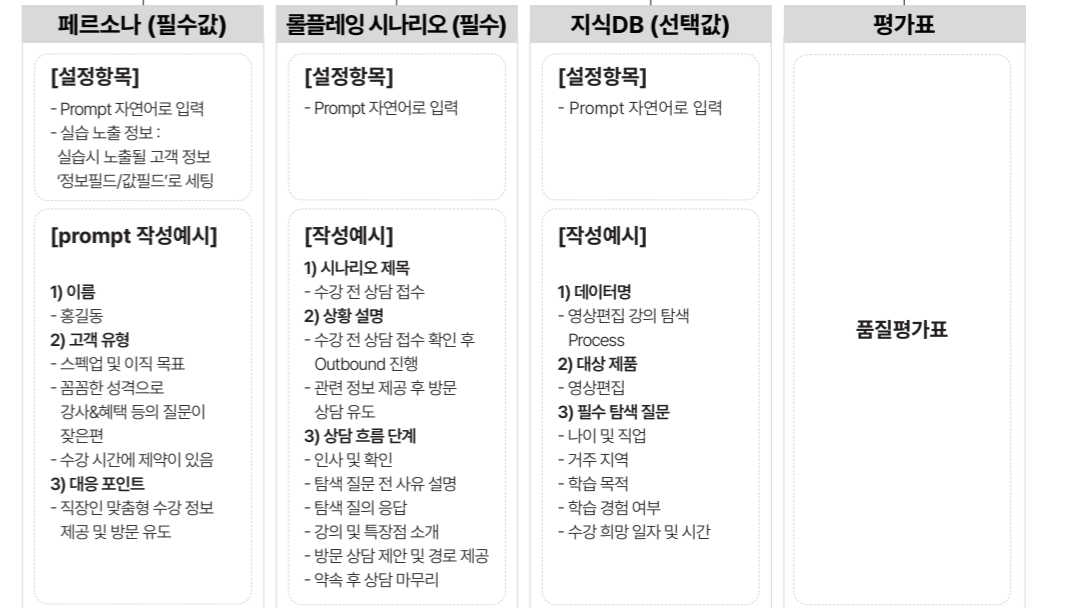 페르소나 (필수값)
[설정항목]
- Prompt 자연어로 입력
- 실습 노출 정보 :
실습시 노출될 고객 정보
‘정보필드/값필드’로 세팅
[prompt 작성예시]
1) 이름
- 홍길동
2) 고객 유형
- 스펙업 및 이직 목표
- 꼼꼼한 성격으로
강사&혜택 등의 질문이
잦은편
- 수강 시간에 제약이 있음
3) 대응 포인트
- 직장인 맞춤형 수강 정보
제공 및 방문 유도
롤플레잉 시나리오 (필수)
[설정항목]
- Prompt 자연어로 입력
[작성예시]
1) 시나리오 제목
- 수강 전 상담 접수
2) 상황 설명
- 수강 전 상담 접수 확인 후
Outbound 진행
- 관련 정보 제공 후 방문
상담 유도
3) 상담 흐름 단계
- 인사 및 확인
- 탐색 질문 전 사유 설명
- 탐색 질의 응답
- 강의 및 특장점 소개
- 방문 상담 제안 및 경로 제공
- 약속 후 상담 마무리
지식DB (선택값)
[설정항목]
- Prompt 자연어로 입력
[작성예시]
1) 데이터명
- 영상편집 강의 탐색
Process
2) 대상 제품
- 영상편집
3) 필수 탐색 질문
- 나이 및 직업
- 거주 지역
- 학습 목적
- 학습 경험 여부
- 수강 희망 일자 및 시간
평가표
품질평가표